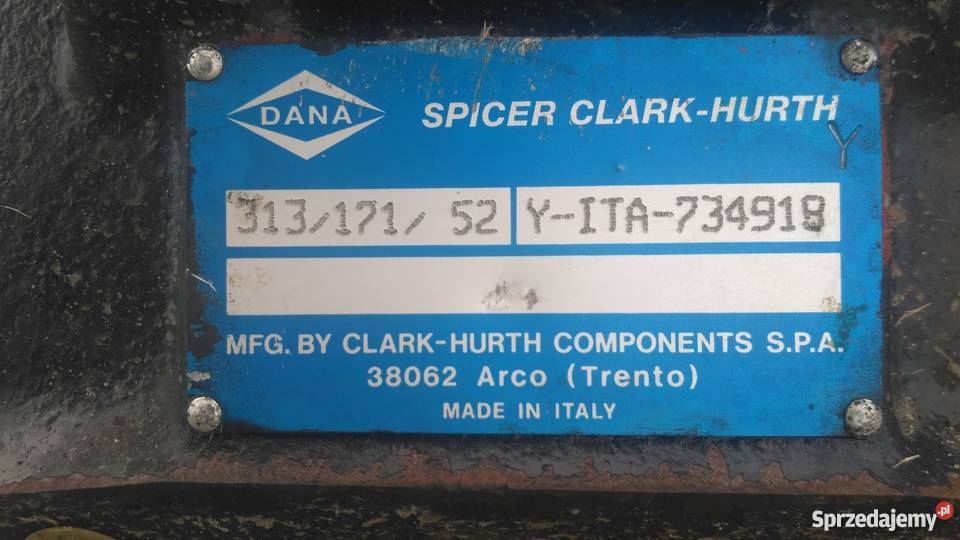 DANA
SPICER CLARK-HURTH
Y
313/171/ 52
Y-ITA-734919
MFG. BY CLARK-HURTH COMPONENTS S.P.A.
38062 Arco (Trento)
MADE IN ITALY
Sprzedajemy.pl